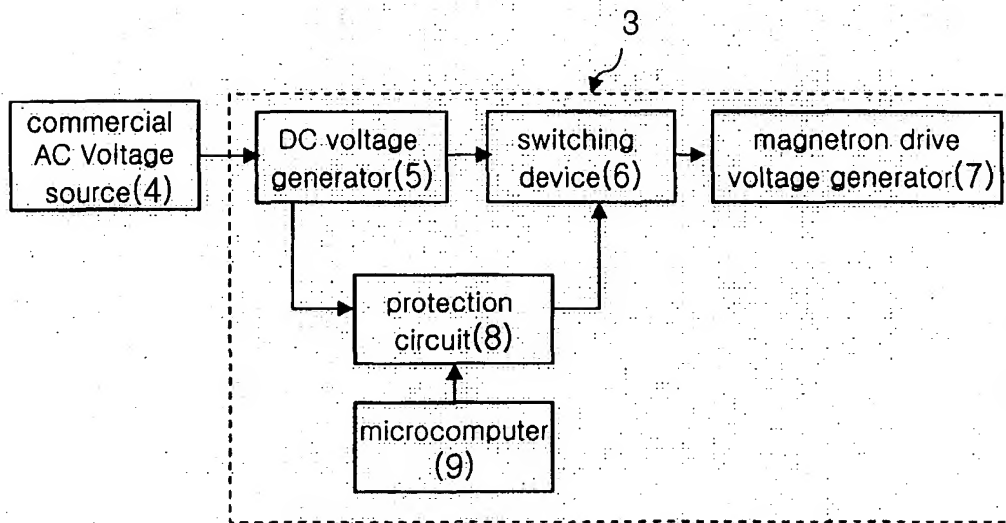 3
commercial
AC Voltage
source(4)
DC voltage
generator(5)
switching
device(6)
magnetron drive
voltage generator(7)
protection
circuit(8)
microcomputer
(9)